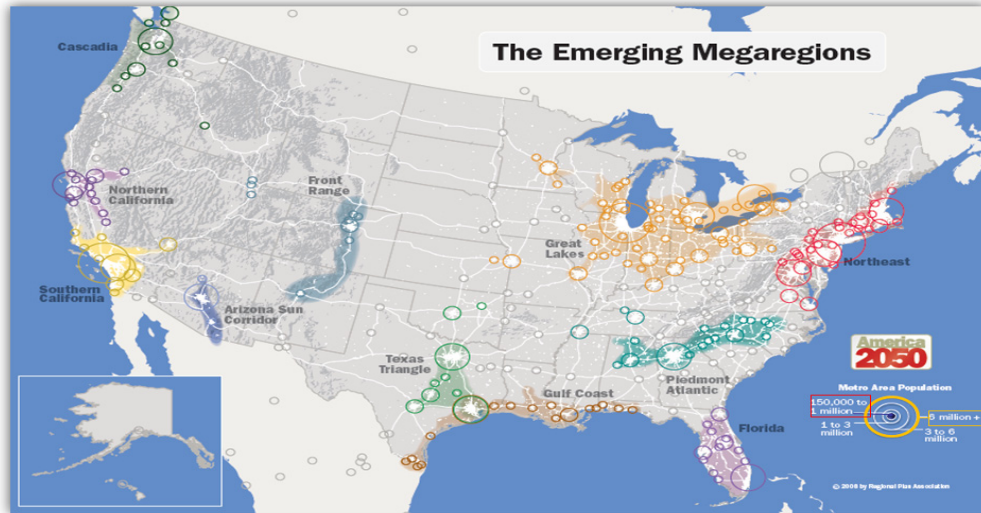 The Emerging Megaregions
Cascadia
Northern
California
Front
Range
Great
Lakes
Northeast
Southern
California
Arizona Sun
Corridor
Texas
Triangle
Gulf Coast
Piedmont
Atlantic
Florida
America
2050
Metro Area Population
150,000 to
1 million
1 to 3
million
3 to 6
million
6 million +
© 2008 by Regional Plan Association